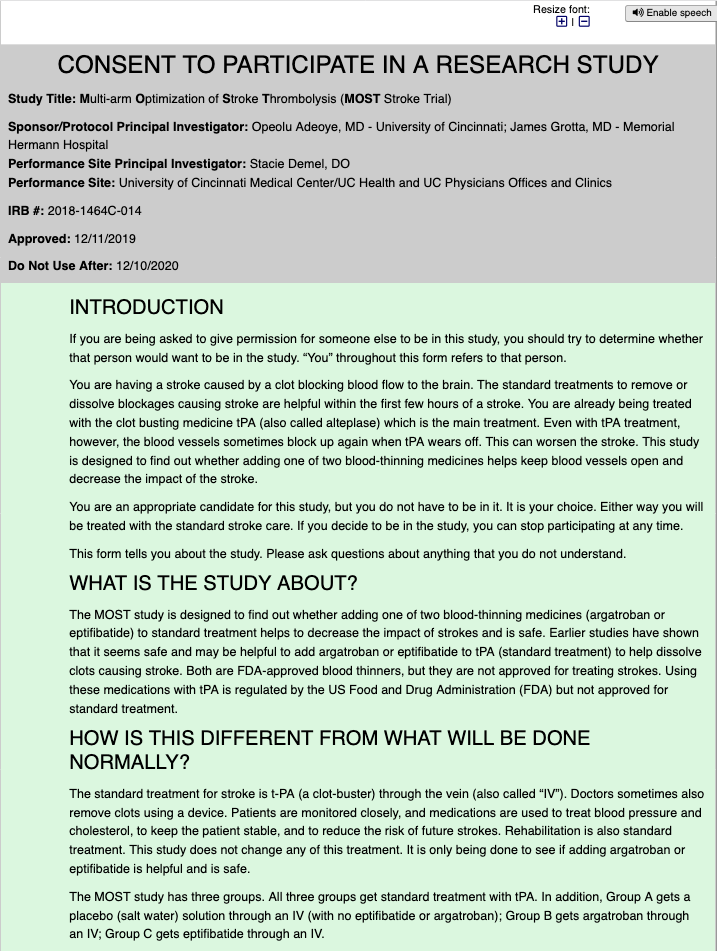 Resize font:
+ | −
Enable speech
CONSENT TO PARTICIPATE IN A RESEARCH STUDY
Study Title: Multi-arm Optimization of Stroke Thrombolysis (MOST Stroke Trial)
Sponsor/Protocol Principal Investigator: Opeolu Adeoye, MD - University of Cincinnati; James Grotta, MD - Memorial
Hermann Hospital
Performance Site Principal Investigator: Stacie Demel, DO
Performance Site: University of Cincinnati Medical Center/UC Health and UC Physicians Offices and Clinics
IRB #: 2018-1464C-014
Approved: 12/11/2019
Do Not Use After: 12/10/2020
INTRODUCTION
If you are being asked to give permission for someone else to be in this study, you should try to determine whether
that person would want to be in the study. “You” throughout this form refers to that person.
You are having a stroke caused by a clot blocking blood flow to the brain. The standard treatments to remove or
dissolve blockages causing stroke are helpful within the first few hours of a stroke. You are already being treated
with the clot busting medicine tPA (also called alteplase) which is the main treatment. Even with tPA treatment,
however, the blood vessels sometimes block up again when tPA wears off. This can worsen the stroke. This study
is designed to find out whether adding one of two blood-thinning medicines helps keep blood vessels open and
decrease the impact of the stroke.
You are an appropriate candidate for this study, but you do not have to be in it. It is your choice. Either way you will
be treated with the standard stroke care. If you decide to be in the study, you can stop participating at any time.
This form tells you about the study. Please ask questions about anything that you do not understand.
WHAT IS THE STUDY ABOUT?
The MOST study is designed to find out whether adding one of two blood-thinning medicines (argatroban or
eptifibatide) to standard treatment helps to decrease the impact of strokes and is safe. Earlier studies have shown
that it seems safe and may be helpful to add argatroban or eptifibatide to tPA (standard treatment) to help dissolve
clots causing stroke. Both are FDA-approved blood thinners, but they are not approved for treating strokes. Using
these medications with tPA is regulated by the US Food and Drug Administration (FDA) but not approved for
standard treatment.
HOW IS THIS DIFFERENT FROM WHAT WILL BE DONE
NORMALLY?
The standard treatment for stroke is t-PA (a clot-buster) through the vein (also called “IV”). Doctors sometimes also
remove clots using a device. Patients are monitored closely, and medications are used to treat blood pressure and
cholesterol, to keep the patient stable, and to reduce the risk of future strokes. Rehabilitation is also standard
treatment. This study does not change any of this treatment. It is only being done to see if adding argatroban or
eptifibatide is helpful and is safe.
The MOST study has three groups. All three groups get standard treatment with tPA. In addition, Group A gets a
placebo (salt water) solution through an IV (with no eptifibatide or argatroban); Group B gets argatroban through
an IV; Group C gets eptifibatide through an IV.